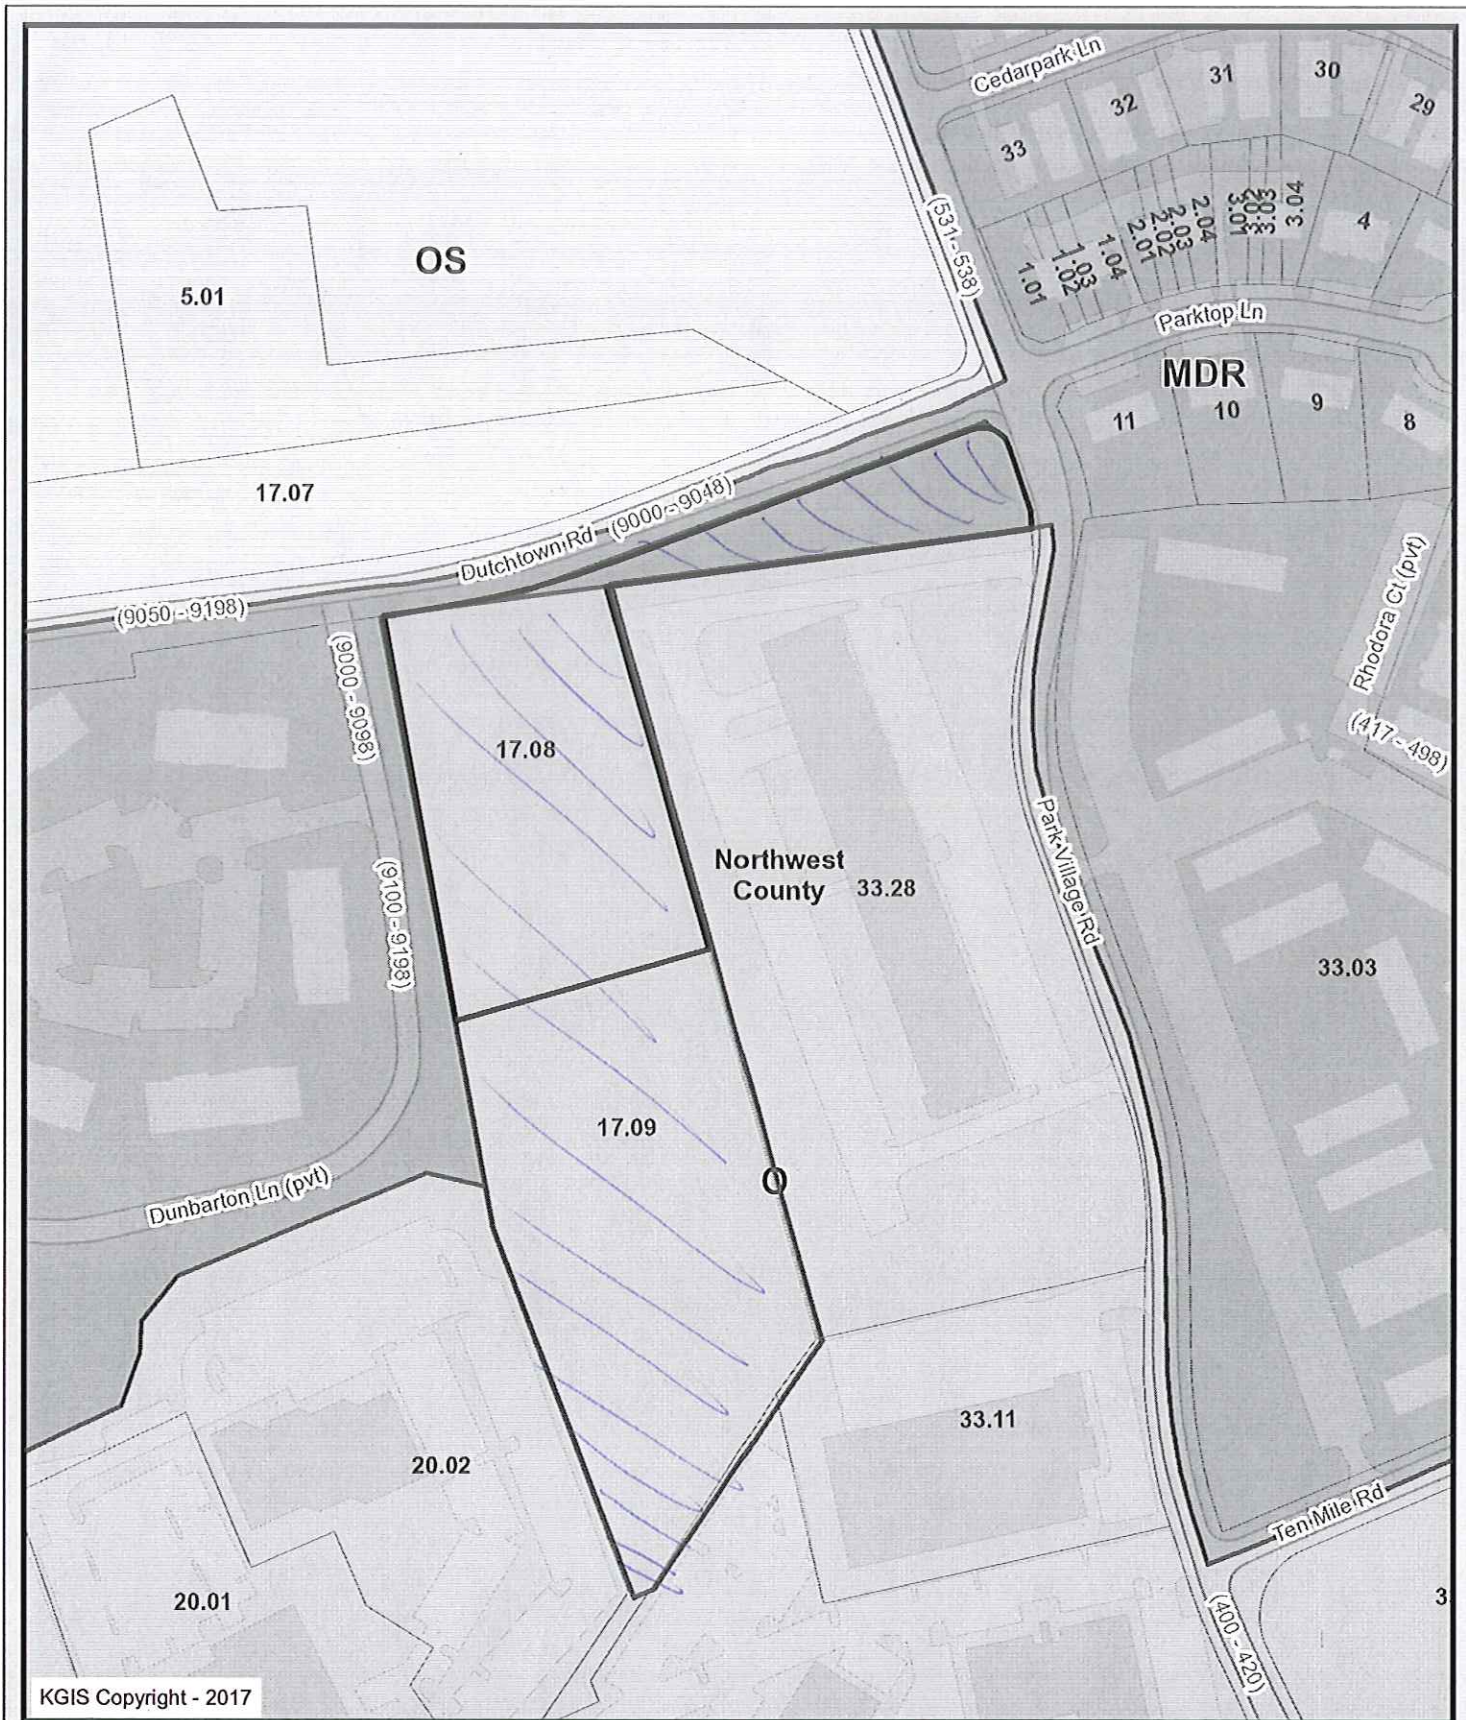 Cedarpark Ln
31
30
32
29
33
(531 - 538)
2.04
3.01
3.03
3.04
2.03
2.02
2.01
4
1.04
1.03
1.02
1.01
OS
5.01
Parktop Ln
MDR
11
10
9
8
17.07
(9000 - 9048)
Dutchtown Rd
(9050 - 9198)
Rhodora Ct (pvt)
(417 - 498)
(9000 - 9098)
17.08
Northwest
County
33.28
Park Village Rd
(9100 - 9198)
33.03
17.09
O
Dunbarton Ln (pvt)
33.11
20.02
Ten Mile Rd
20.01
(400 - 420)
KGIS Copyright - 2017